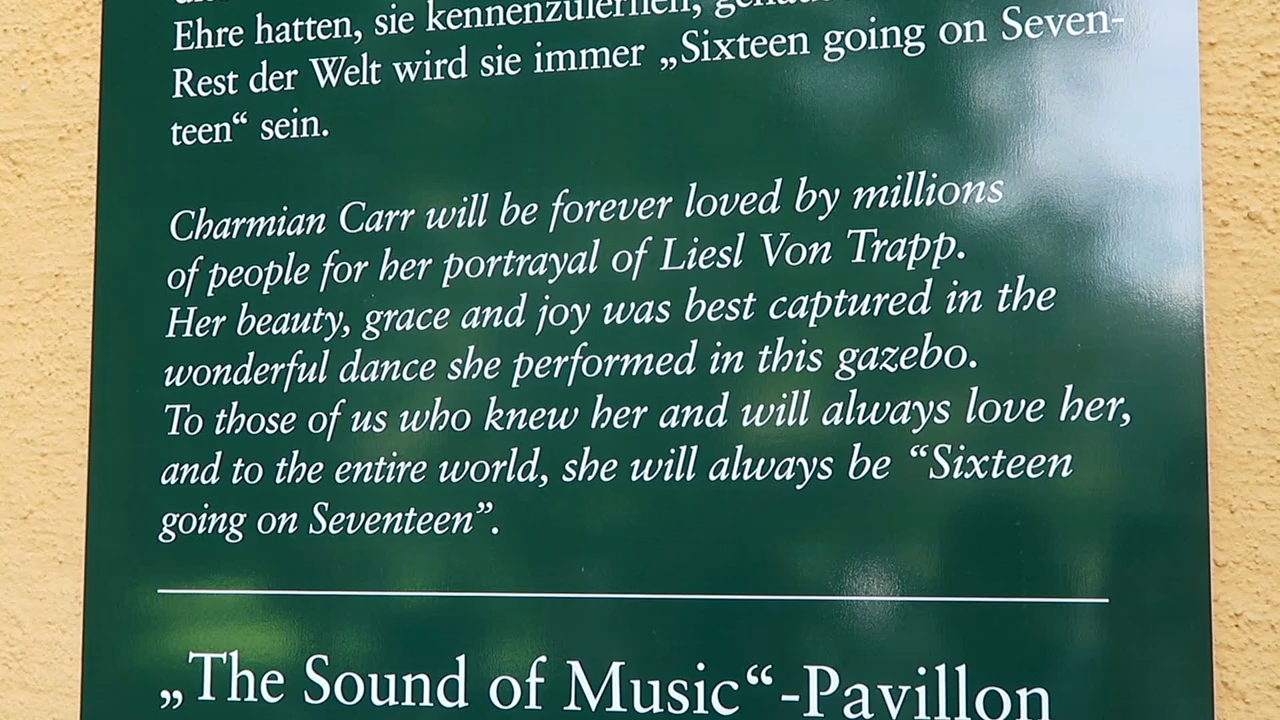 Ehre hatten, sie kennenzulernen,
Rest der Welt wird sie immer „Sixteen going on Seven-
teen“ sein.
Charmian Carr will be forever loved by millions
of people for her portrayal of Liesl Von Trapp.
Her beauty, grace and joy was best captured in the
wonderful dance she performed in this gazebo.
To those of us who knew her and will always love her,
and to the entire world, she will always be “Sixteen
going on Seventeen”.
„The Sound of Music“-Pavillon